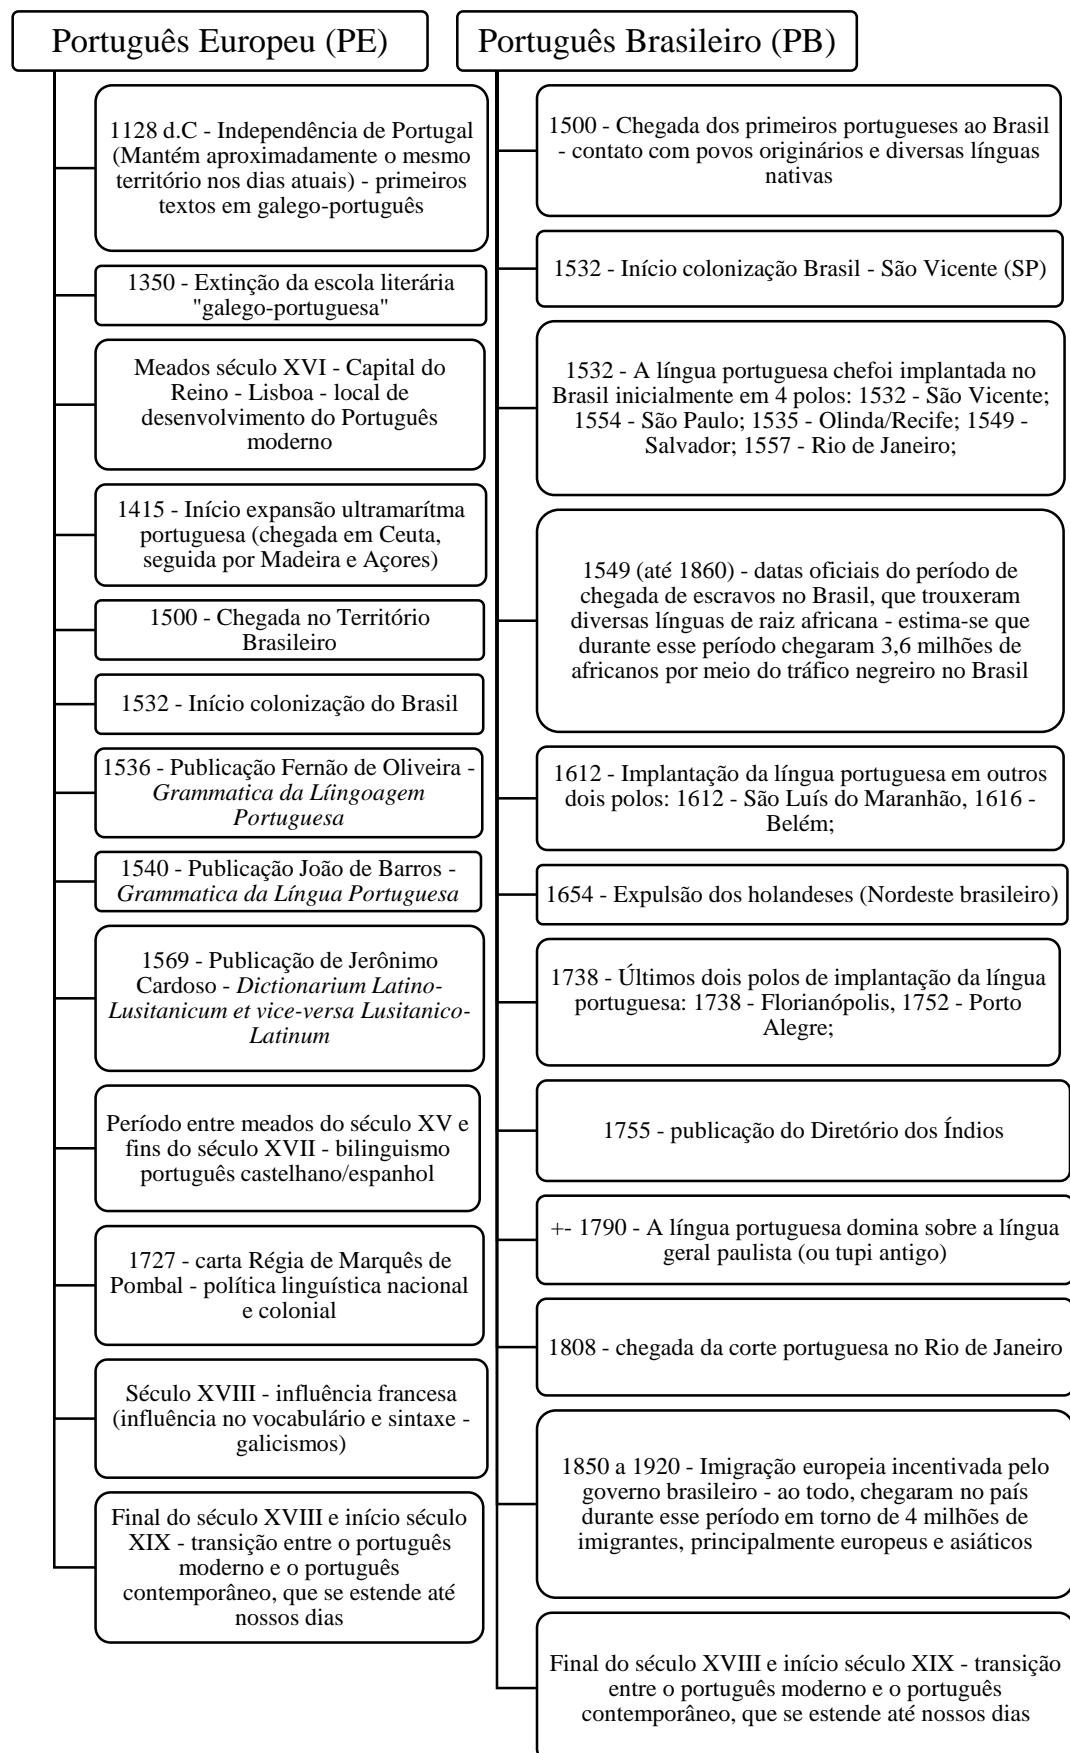 Português Europeu (PE)
1128 d.C - Independência de Portugal
(Mantém aproximadamente o mesmo
território nos dias atuais) - primeiros
textos em galego-português
1350 - Extinção da escola literária
"galego-portuguesa"
Meados século XVI - Capital do
Reino - Lisboa - local de
desenvolvimento do Português
moderno
1415 - Início expansão ultramarítma
portuguesa (chegada em Ceuta,
seguida por Madeira e Açores)
1500 - Chegada no Território
Brasileiro
1532 - Início colonização do Brasil
1536 - Publicação Fernão de Oliveira -
Grammatica da Líingoagem
Portuguesa
1540 - Publicação João de Barros -
Grammatica da Língua Portuguesa
1569 - Publicação de Jerônimo
Cardoso - Dictionarium Latino-
Lusitanicum et vice-versa Lusitanico-
Latinum
Período entre meados do século XV e
fins do século XVII - bilinguismo
português castelhano/espanhol
1727 - carta Régia de Marquês de
Pombal - política linguística nacional
e colonial
Século XVIII - influência francesa
(influência no vocabulário e sintaxe -
galicismos)
Final do século XVIII e início século
XIX - transição entre o português
moderno e o português
contemporâneo, que se estende até
nossos dias
Português Brasileiro (PB)
1500 - Chegada dos primeiros portugueses ao Brasil
- contato com povos originários e diversas línguas
nativas
1532 - Início colonização Brasil - São Vicente (SP)
1532 - A língua portuguesa chefoi implantada no
Brasil inicialmente em 4 polos: 1532 - São Vicente;
1554 - São Paulo; 1535 - Olinda/Recife; 1549 -
Salvador; 1557 - Rio de Janeiro;
1549 (até 1860) - datas oficiais do período de
chegada de escravos no Brasil, que trouxeram
diversas línguas de raiz africana - estima-se que
durante esse período chegaram 3,6 milhões de
africanos por meio do tráfico negreiro no Brasil
1612 - Implantação da língua portuguesa em outros
dois polos: 1612 - São Luís do Maranhão, 1616 -
Belém;
1654 - Expulsão dos holandeses (Nordeste brasileiro)
1738 - Últimos dois polos de implantação da língua
portuguesa: 1738 - Florianópolis, 1752 - Porto
Alegre;
1755 - publicação do Diretório dos Índios
+- 1790 - A língua portuguesa domina sobre a língua
geral paulista (ou tupi antigo)
1808 - chegada da corte portuguesa no Rio de Janeiro
1850 a 1920 - Imigração europeia incentivada pelo
governo brasileiro - ao todo, chegaram no país
durante esse período em torno de 4 milhões de
imigrantes, principalmente europeus e asiáticos
Final do século XVIII e início século XIX - transição
entre o português moderno e o português
contemporâneo, que se estende até nossos dias